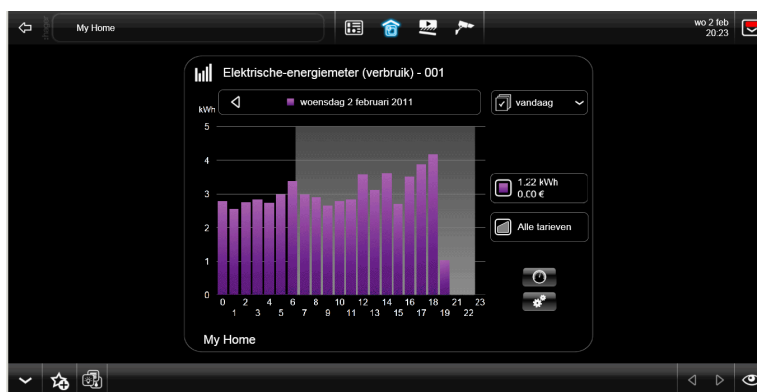 My Home
wo 2 feb
20:23
Elektrische-energiemeter (verbruik) - 001
kWh
woensdag 2 februari 2011
vandaag
5
4
3
2
1
0
1.22 kWh
0.00 €
Alle tarieven
0 2 4 6 8 10 12 14 16 18 21 23
1 3 5 7 9 11 13 15 17 19 22
My Home